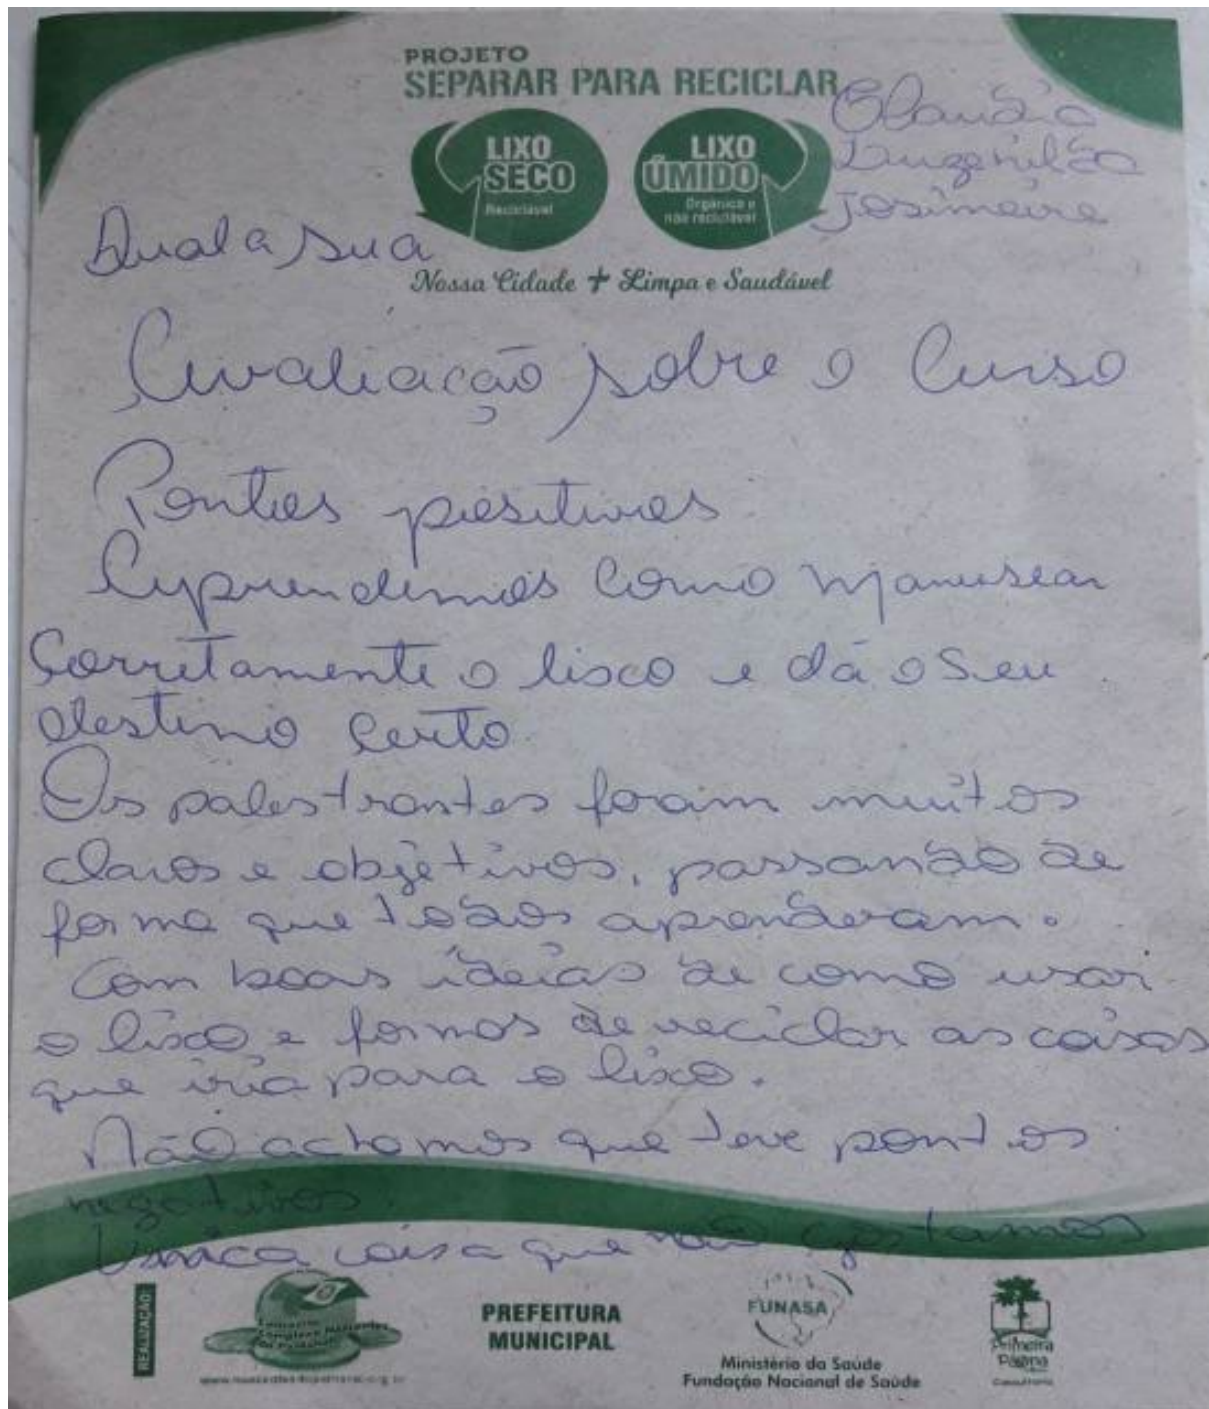 PROJETO
SEPARAR PARA RECICLAR
Claudia
Luzenilda
Josimeire
LIXO
SECO
Reciclável
LIXO
ÚMIDO
Orgânico e
não reciclável
Qual a sua
Nossa Cidade + Limpa e Saudável
Avaliação sobre o Curso
Pontos positivos
Aprendemos como manusear
Corretamente o lixo e dá o seu
destino certo.
Os palestrantes foram muitos
claros e objetivos, passando de
forma que todos aprenderam.
Com boas ideias de como usar
o lixo e formas de reciclar as coisas
que iria para o lixo.
Não achamos que teve pontos
negativos.
Unica coisa que não gostamos
REALIZAÇÃO:
PREFEITURA
MUNICIPAL
FUNASA
Ministério da Saúde
Fundação Nacional de Saúde
Primeira
Página
Consultoria